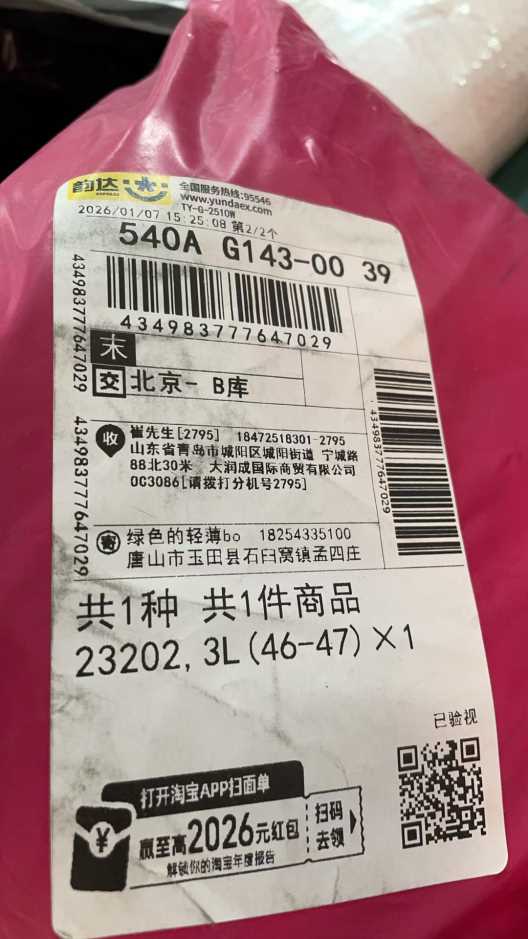 韵达
全国服务热线:95546
www.yundaex.com
TY-G-2510W
2026/01/07 15:25:08 第2/2个
540A G143-00 39
4349837777647029
4349837777647029
末
交 北京- B库
4349837777647029
收 崔先生[2795] 18472518301-2795
山东省青岛市城阳区城阳街道 宁城路
88北30米 大润成国际商贸有限公司
0C3086[请拨打分机号2795]
4349837777647029
寄 绿色的轻薄bo 18254335100
唐山市玉田县石臼窝镇孟四庄
共1种 共1件商品
23202,3L(46-47)×1
已验视
打开淘宝APP扫面单
赢至高2026元红包
解锁你的淘宝年度报告
扫码
去领
¥